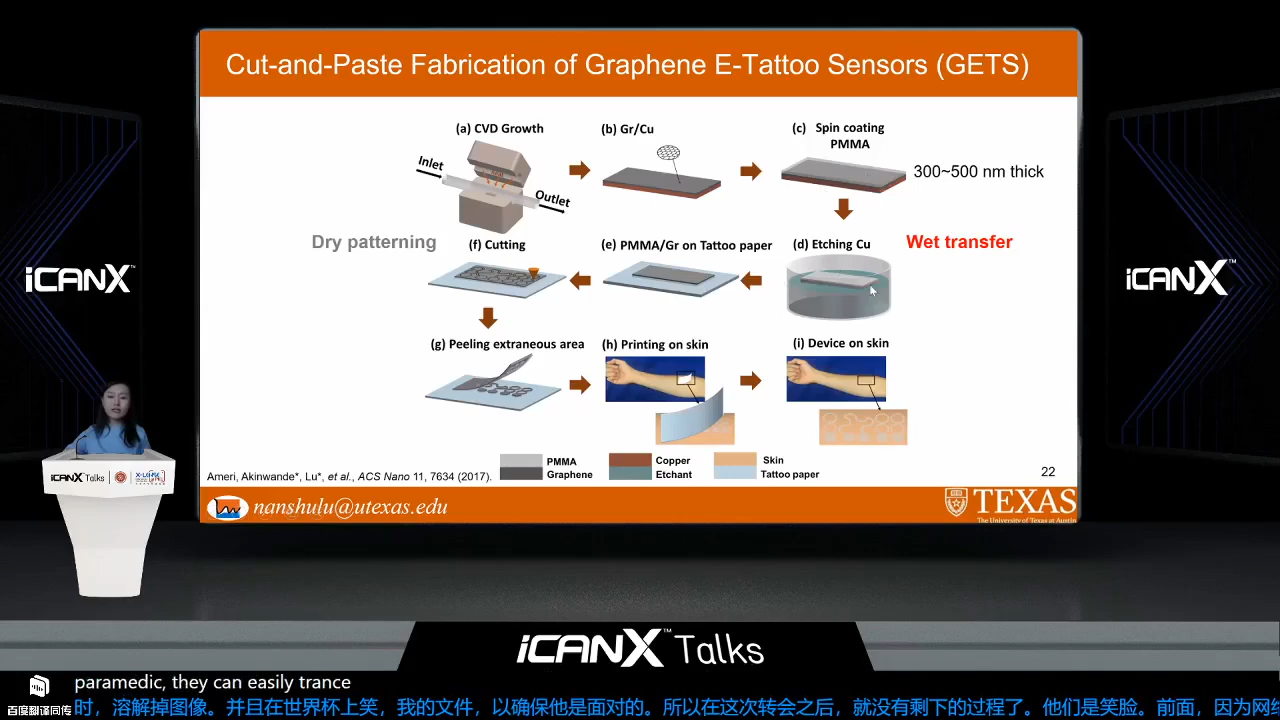 Cut-and-Paste Fabrication of Graphene E-Tattoo Sensors (GETS)
(a) CVD Growth
(b) Gr/Cu
(c) Spin coating
PMMA
Inlet
Outlet
300~500 nm thick
Dry patterning
(f) Cutting
(e) PMMA/Gr on Tattoo paper
(d) Etching Cu
Wet transfer
(g) Peeling extraneous area
(h) Printing on skin
(i) Device on skin
PMMA
Graphene
Copper
Etchant
Skin
Tattoo paper
Ameri, Akinwande*, Lu*, et al., ACS Nano 11, 7634 (2017).
22
nanshulu@utexas.edu
TEXAS
The University of Texas at Austin
iCANX™
iCANX™
iCANX Talks
iCANX™ Talks
paramedic, they can easily trance
百度翻译同传
时，溶解掉图像。并且在世界杯上笑，我的文件，以确保他是面对的。所以在这次转会之后，就没有剩下的过程了。他们是笑脸。前面，因为网络